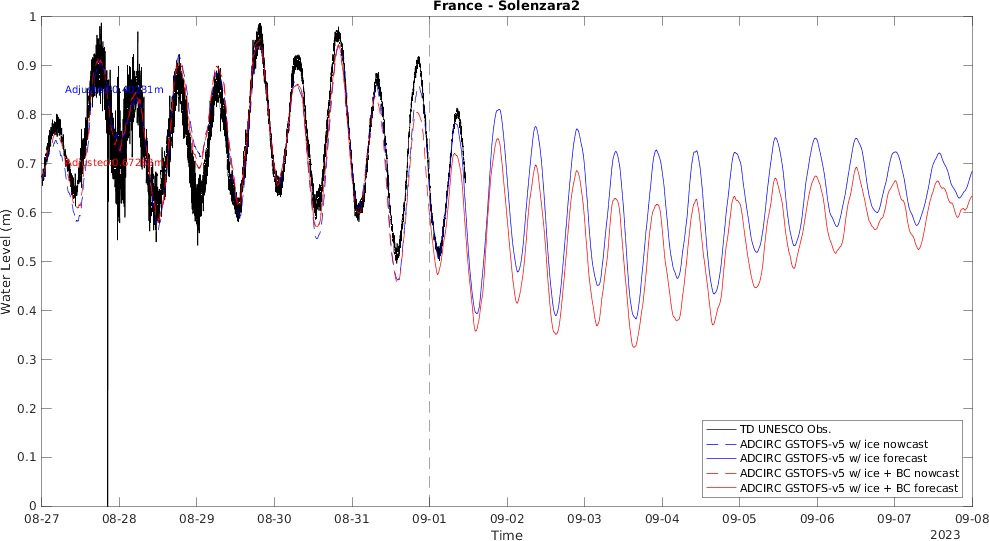 France - Solenzara2
1
0.9
0.8
0.7
0.6
0.5
0.4
0.3
0.2
0.1
0
Water Level (m)
08-27 08-28 08-29 08-30 08-31 09-01 09-02 09-03 09-04 09-05 09-06 09-07 09-08
Time
2023
TD UNESCO Obs.
ADCIRC GSTOFS-v5 w/ ice nowcast
ADCIRC GSTOFS-v5 w/ ice forecast
ADCIRC GSTOFS-v5 w/ ice + BC nowcast
ADCIRC GSTOFS-v5 w/ ice + BC forecast